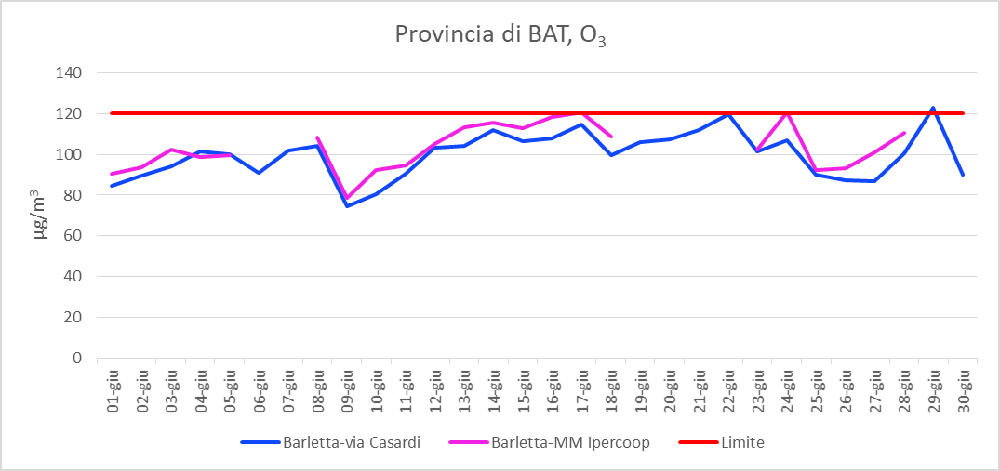 Provincia di BAT, O₃
140
120
100
80
60
40
20
0
µg/m³
01-giu
02-giu
03-giu
04-giu
05-giu
06-giu
07-giu
08-giu
09-giu
10-giu
11-giu
12-giu
13-giu
14-giu
15-giu
16-giu
17-giu
18-giu
19-giu
20-giu
21-giu
22-giu
23-giu
24-giu
25-giu
26-giu
27-giu
28-giu
29-giu
30-giu
Barletta-via Casardi Barletta-MM Ipercoop Limite